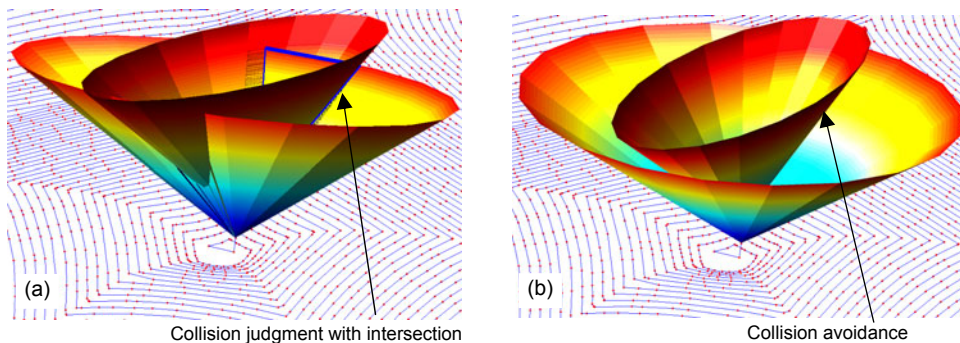 (a)
Collision judgment with intersection
(b)
Collision avoidance